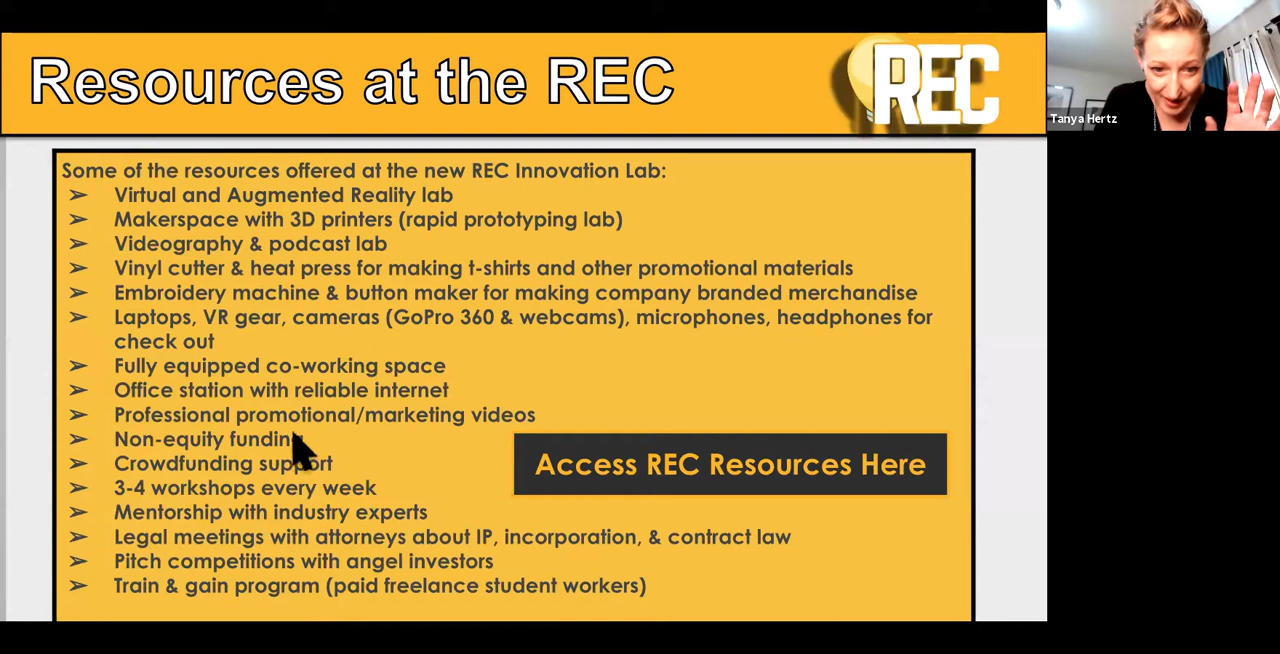 Resources at the REC
REC
Tanya Hertz
Some of the resources offered at the new REC Innovation Lab:
➢ Virtual and Augmented Reality lab
➢ Makerspace with 3D printers (rapid prototyping lab)
➢ Videography & podcast lab
➢ Vinyl cutter & heat press for making t-shirts and other promotional materials
➢ Embroidery machine & button maker for making company branded merchandise
➢ Laptops, VR gear, cameras (GoPro 360 & webcams), microphones, headphones for
check out
➢ Fully equipped co-working space
➢ Office station with reliable internet
➢ Professional promotional/marketing videos
➢ Non-equity funding
➢ Crowdfunding support
➢ 3-4 workshops every week
➢ Mentorship with industry experts
➢ Legal meetings with attorneys about IP, incorporation, & contract law
➢ Pitch competitions with angel investors
➢ Train & gain program (paid freelance student workers)
Access REC Resources Here